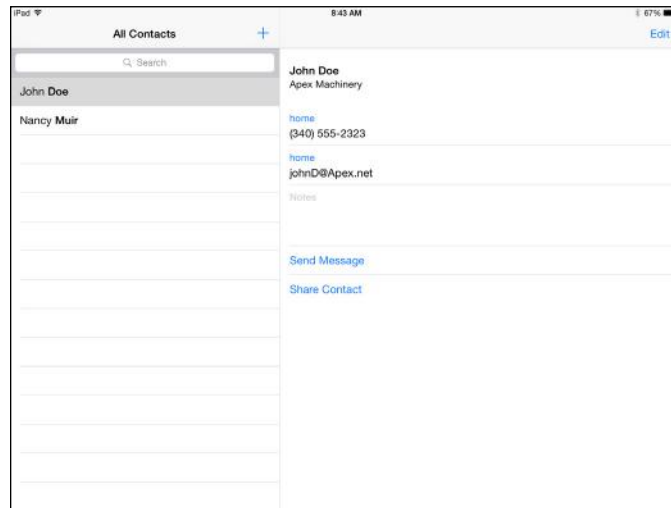 iPad
8:43 AM
67%
All Contacts
+
Edit
Search
John Doe
Nancy Muir
John Doe
Apex Machinery
home
(340) 555-2323
home
johnD@Apex.net
Notes
Send Message
Share Contact